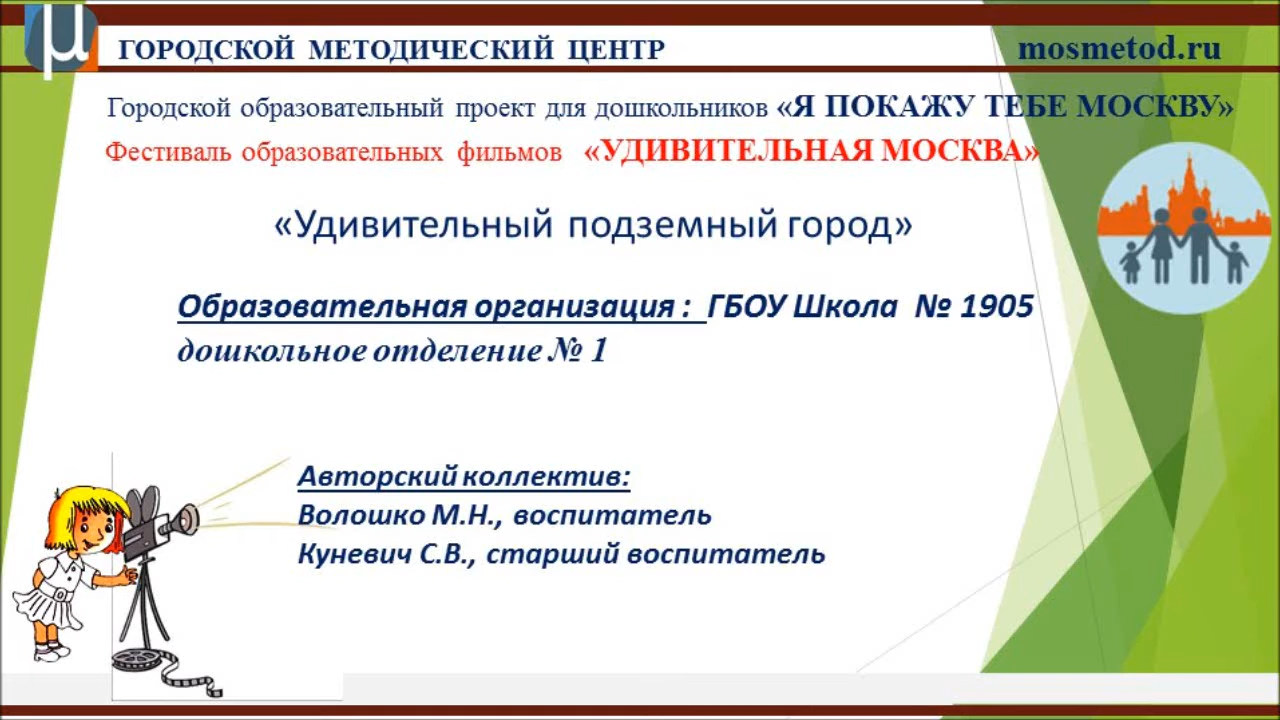 μ
ГОРОДСКОЙ МЕТОДИЧЕСКИЙ ЦЕНТР mosmetod.ru
Городской образовательный проект для дошкольников «Я ПОКАЖУ ТЕБЕ МОСКВУ»
Фестиваль образовательных фильмов «УДИВИТЕЛЬНАЯ МОСКВА»
«Удивительный подземный город»
Образовательная организация : ГБОУ Школа № 1905
дошкольное отделение № 1
Авторский коллектив:
Волошко М.Н., воспитатель
Куневич С.В., старший воспитатель